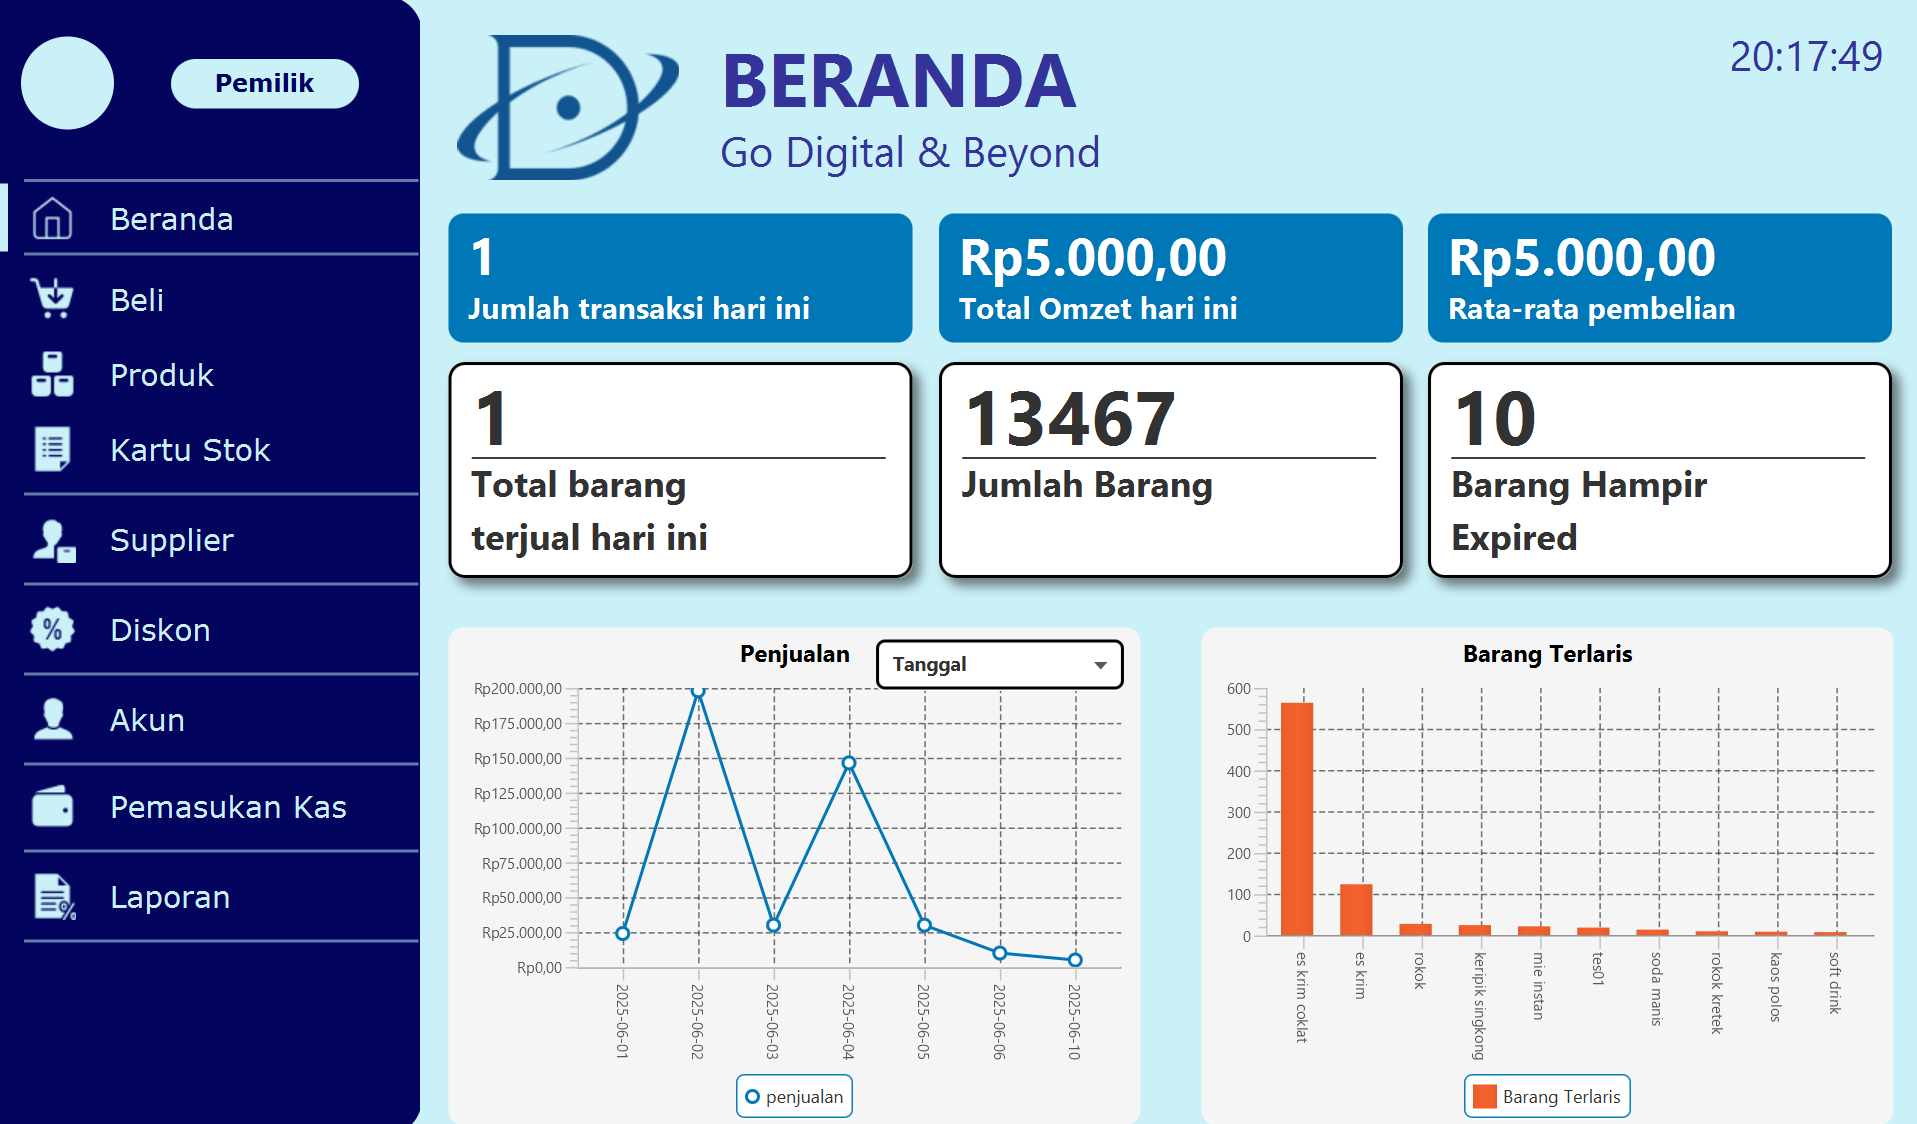 Pemilik
Beranda
Beli
Produk
Kartu Stok
Supplier
Diskon
Akun
Pemasukan Kas
Laporan
BERANDA
Go Digital & Beyond
20:17:49
1
Jumlah transaksi hari ini
Rp5.000,00
Total Omzet hari ini
Rp5.000,00
Rata-rata pembelian
1
Total barang
terjual hari ini
13467
Jumlah Barang
10
Barang Hampir
Expired
Penjualan
Tanggal
Rp200.000,00
Rp175.000,00
Rp150.000,00
Rp125.000,00
Rp100.000,00
Rp75.000,00
Rp50.000,00
Rp25.000,00
Rp0,00
2025-06-01
2025-06-02
2025-06-03
2025-06-04
2025-06-05
2025-06-06
2025-06-10
penjualan
Barang Terlaris
600
500
400
300
200
100
0
es krim coklat
es krim
rokok
keripik singkong
mie instan
tes01
soda manis
rokok kretek
kaos polos
soft drink
Barang Terlaris